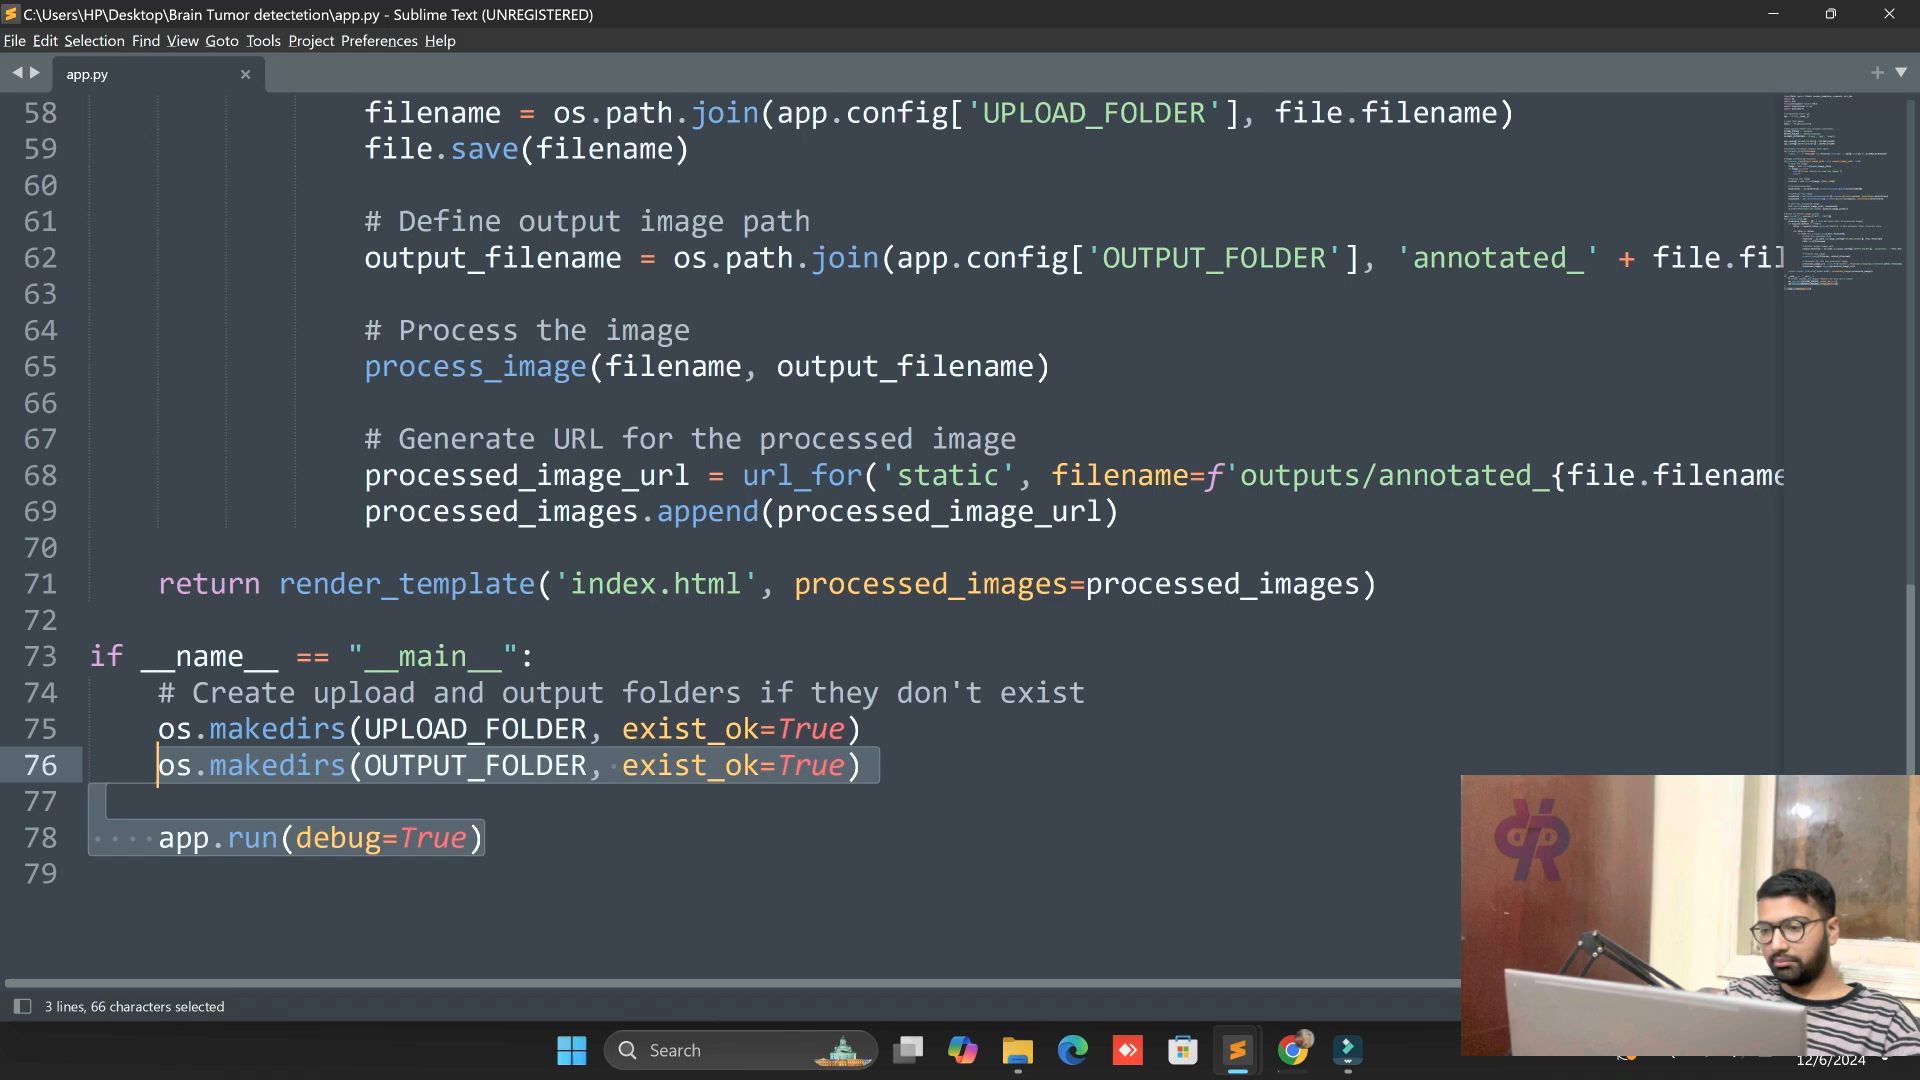 C:\Users\HP\Desktop\Brain Tumor detectetion\app.py - Sublime Text (UNREGISTERED)
File Edit Selection Find View Goto Tools Project Preferences Help
app.py
58 filename = os.path.join(app.config['UPLOAD_FOLDER'], file.filename)
59 file.save(filename)
60
61 # Define output image path
62 output_filename = os.path.join(app.config['OUTPUT_FOLDER'], 'annotated_' + file.fil
63
64 # Process the image
65 process_image(filename, output_filename)
66
67 # Generate URL for the processed image
68 processed_image_url = url_for('static', filename=f'outputs/annotated_{file.filename
69 processed_images.append(processed_image_url)
70
71 return render_template('index.html', processed_images=processed_images)
72
73 if __name__ == "__main__":
74 # Create upload and output folders if they don't exist
75 os.makedirs(UPLOAD_FOLDER, exist_ok=True)
76 os.makedirs(OUTPUT_FOLDER, exist_ok=True)
77
78 app.run(debug=True)
79
3 lines, 66 characters selected
Search
12/6/2024